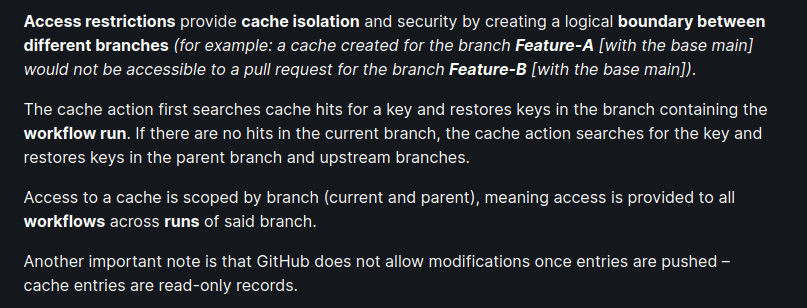 Access restrictions provide cache isolation and security by creating a logical boundary between
different branches (for example: a cache created for the branch Feature-A [with the base main]
would not be accessible to a pull request for the branch Feature-B [with the base main]).
The cache action first searches cache hits for a key and restores keys in the branch containing the
workflow run. If there are no hits in the current branch, the cache action searches for the key and
restores keys in the parent branch and upstream branches.
Access to a cache is scoped by branch (current and parent), meaning access is provided to all
workflows across runs of said branch.
Another important note is that GitHub does not allow modifications once entries are pushed –
cache entries are read-only records.